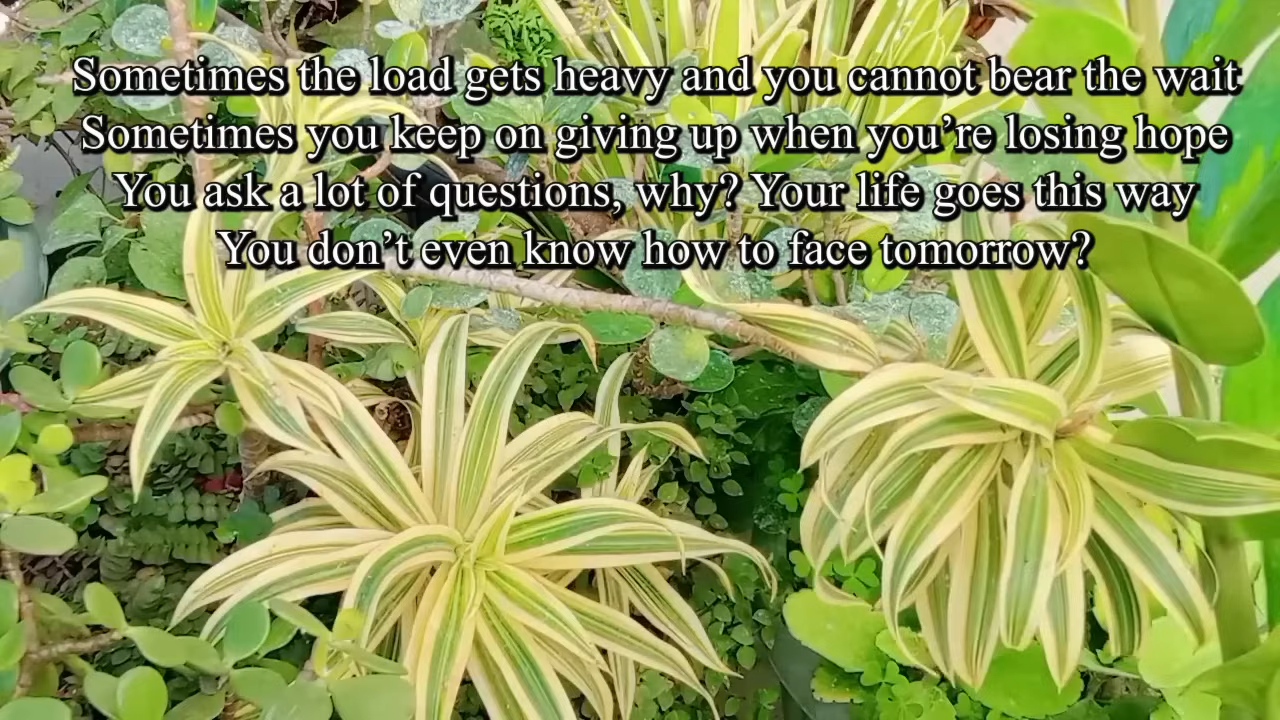 Sometimes the load gets heavy and you cannot bear the wait
Sometimes you keep on giving up when you’re losing hope
You ask a lot of questions, why? Your life goes this way
You don’t even know how to face tomorrow?